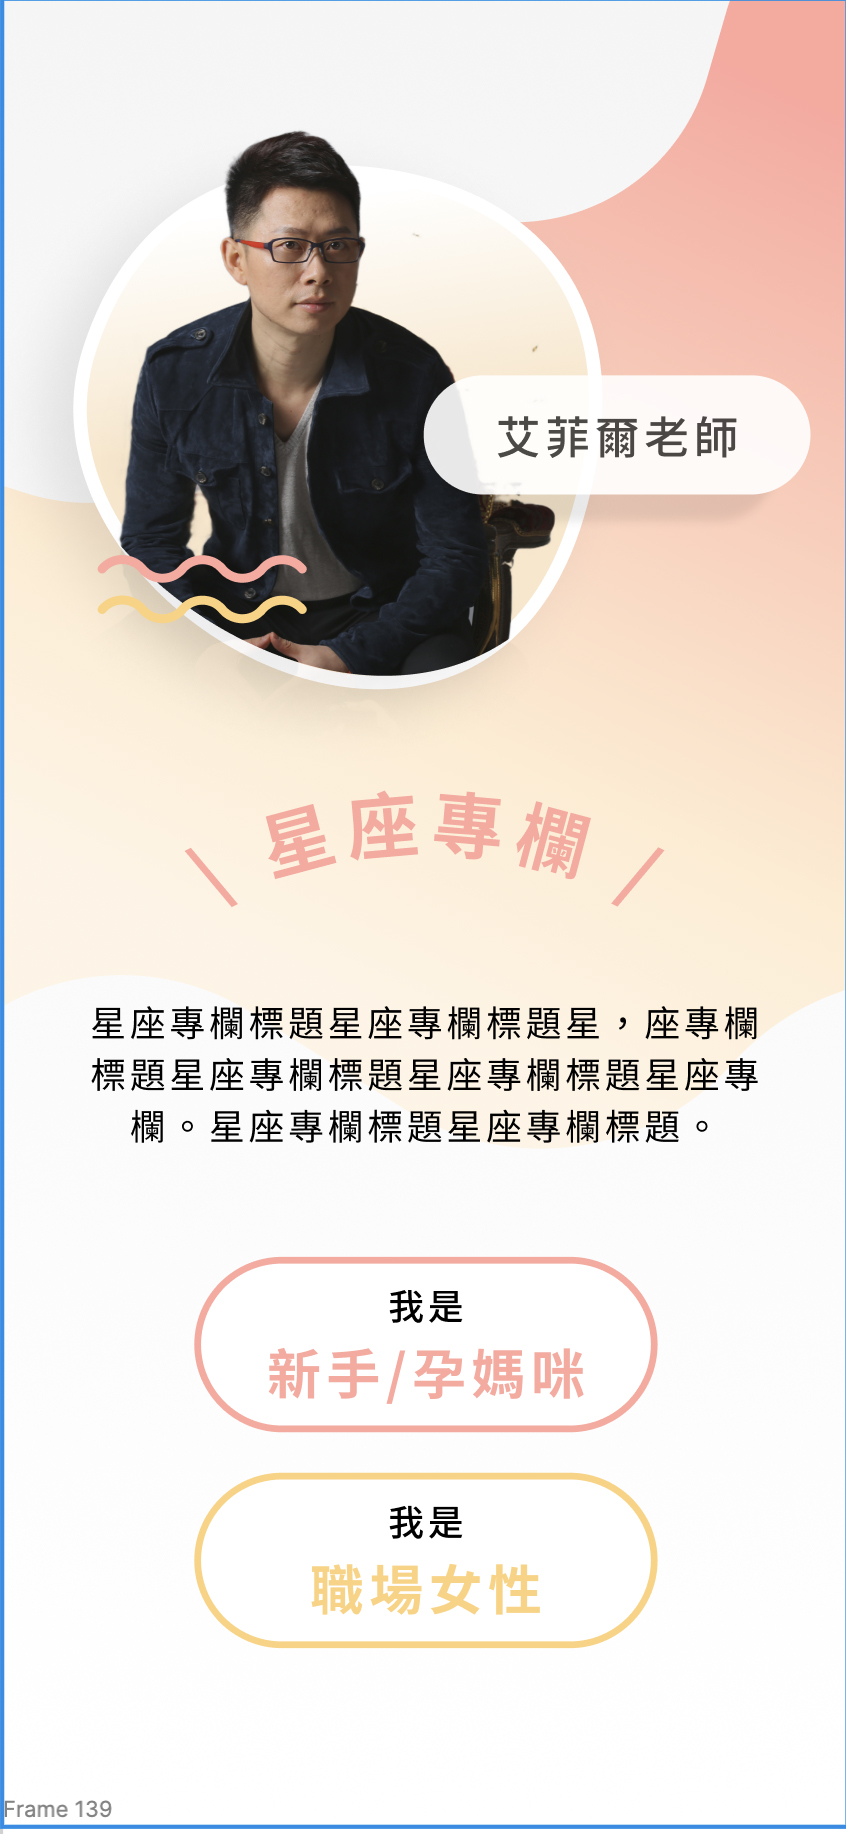 艾菲爾老師
\ 星座專欄 /
星座專欄標題星座專欄標題星，座專欄
標題星座專欄標題星座專欄標題星座專
欄。星座專欄標題星座專欄標題。
我是
新手/孕媽咪
我是
職場女性
Frame 139